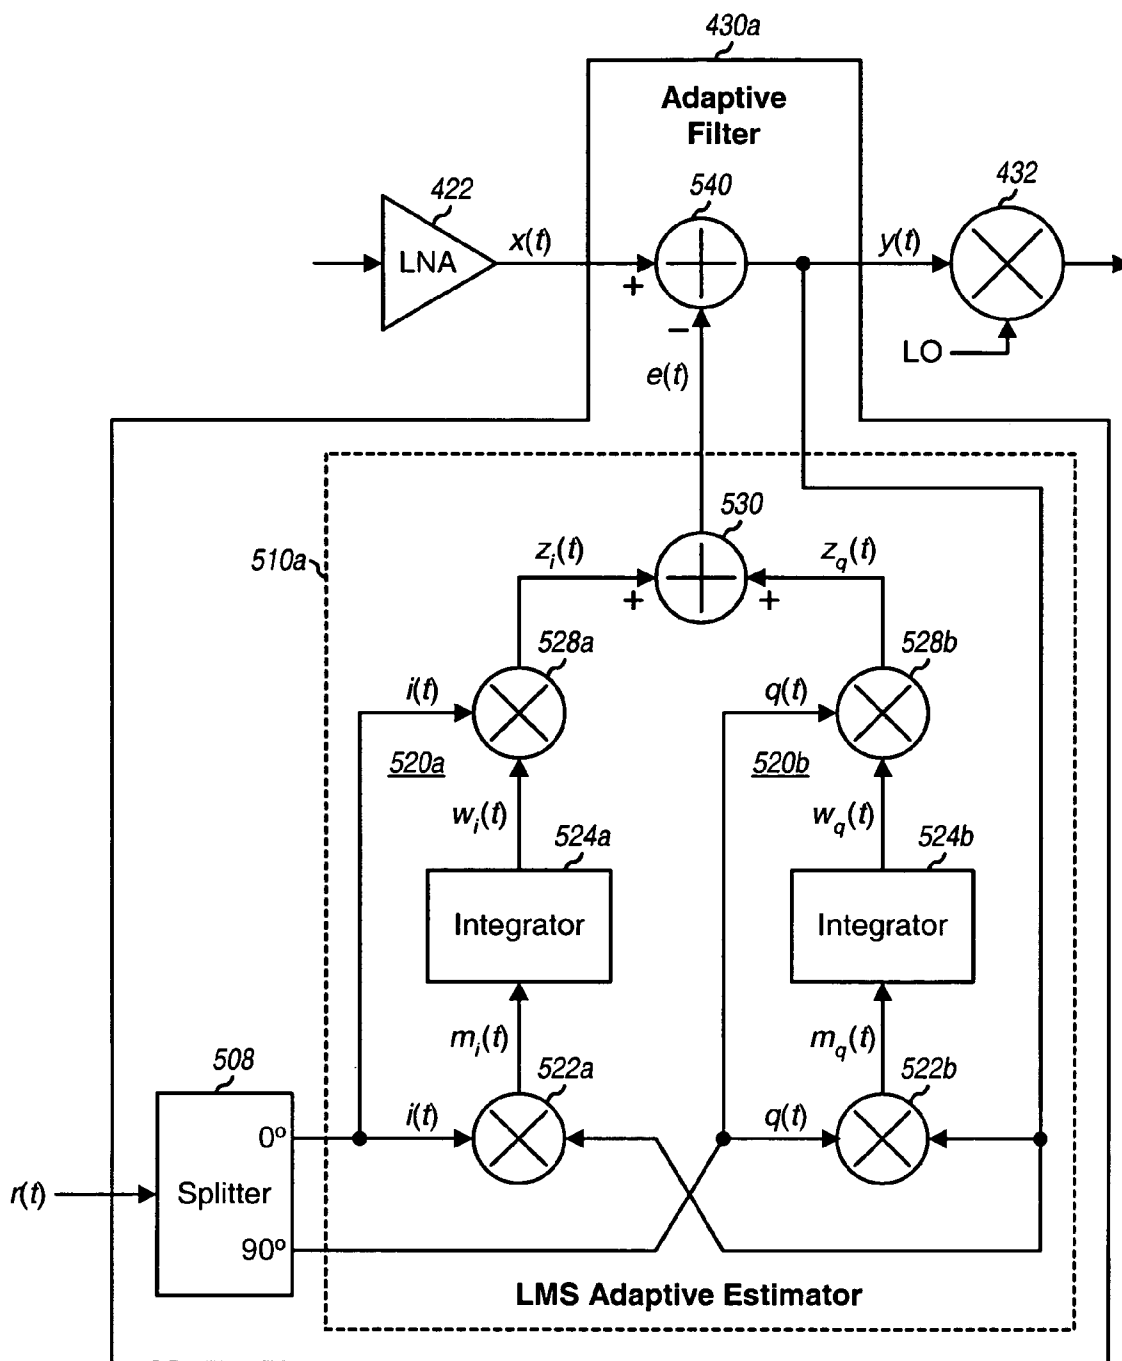 430a
Adaptive
Filter
422
540
432
LNA
x(t)
y(t)
+
−
LO
e(t)
530
510a
zi(t)
zq(t)
+
+
528a
528b
i(t)
q(t)
520a
520b
wi(t)
wq(t)
524a
524b
Integrator
Integrator
mi(t)
mq(t)
508
522a
522b
0º
i(t)
q(t)
r(t)
Splitter
90º
LMS Adaptive Estimator